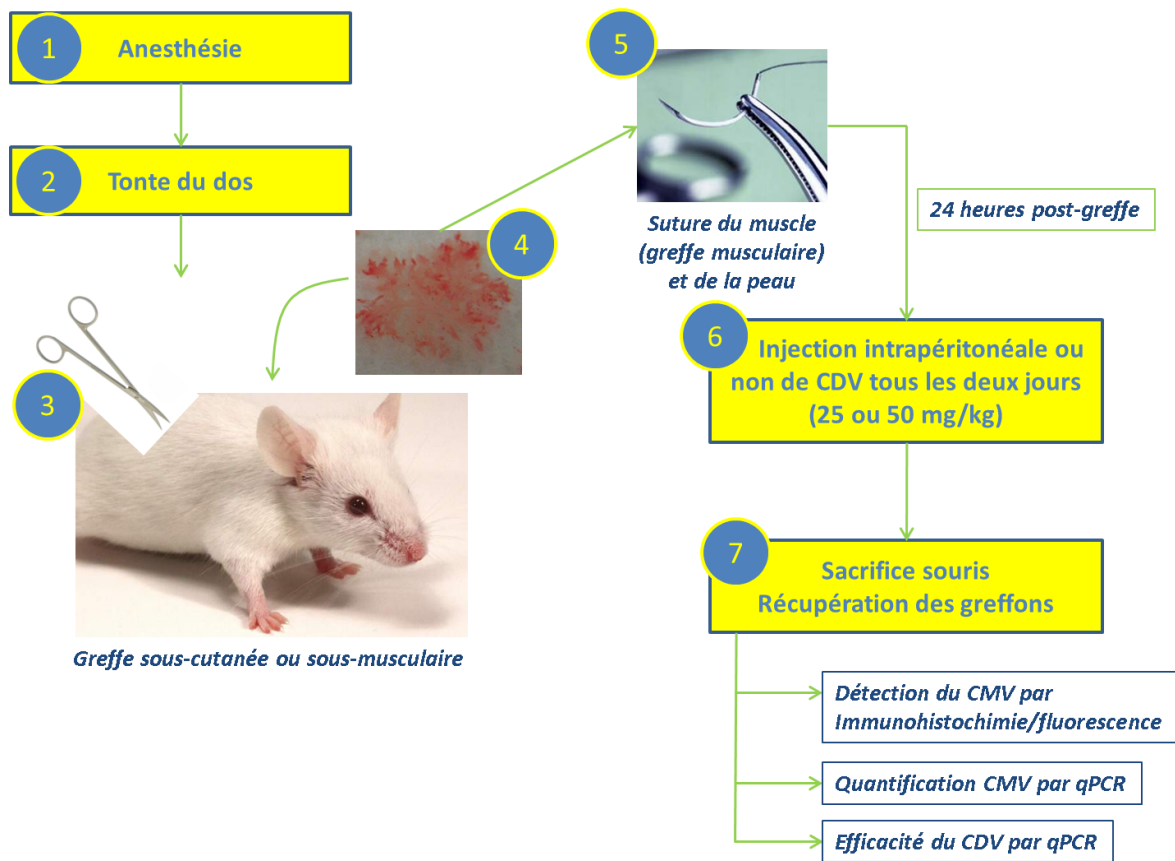 1
Anesthésie
2
Tonte du dos
3
Greffe sous-cutanée ou sous-musculaire
4
5
Suture du muscle
(greffe musculaire)
et de la peau
24 heures post-greffe
6
Injection intrapéritonéale ou
non de CDV tous les deux jours
(25 ou 50 mg/kg)
7
Sacrifice souris
Récupération des greffons
Détection du CMV par
Immunohistochimie/fluorescence
Quantification CMV par qPCR
Efficacité du CDV par qPCR